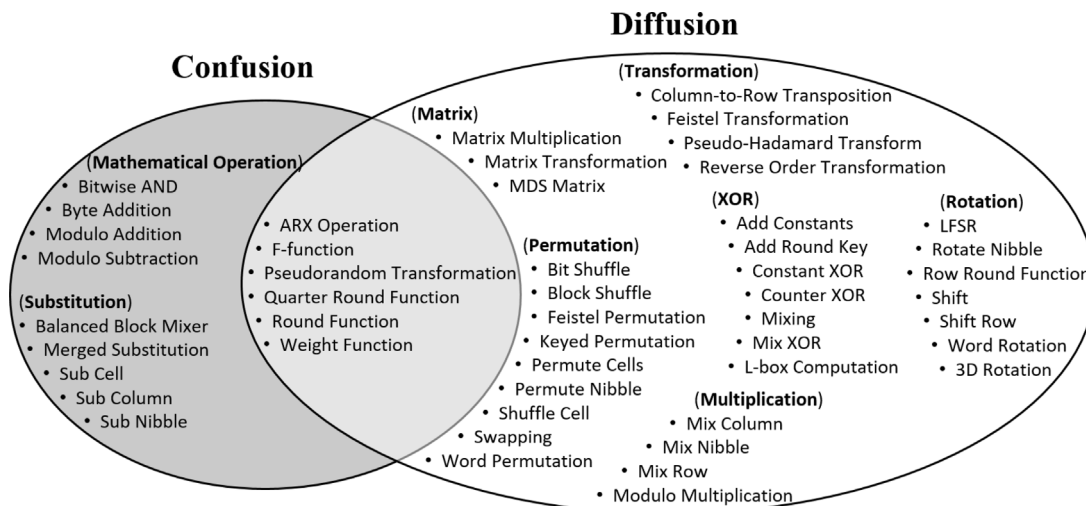 Diffusion
Confusion
(Mathematical Operation)
• Bitwise AND
• Byte Addition
• Modulo Addition
• Modulo Subtraction
(Substitution)
• Balanced Block Mixer
• Merged Substitution
• Sub Cell
• Sub Column
• Sub Nibble
• ARX Operation
• F-function
• Pseudorandom Transformation
• Quarter Round Function
• Round Function
• Weight Function
(Matrix)
• Matrix Multiplication
• Matrix Transformation
• MDS Matrix
(Permutation)
• Bit Shuffle
• Block Shuffle
• Feistel Permutation
• Keyed Permutation
• Permute Cells
• Permute Nibble
• Shuffle Cell
• Swapping
• Word Permutation
(Transformation)
• Column-to-Row Transposition
• Feistel Transformation
• Pseudo-Hadamard Transform
• Reverse Order Transformation
(XOR)
• Add Constants
• Add Round Key
• Constant XOR
• Counter XOR
• Mixing
• Mix XOR
• L-box Computation
(Rotation)
• LFSR
• Rotate Nibble
• Row Round Function
• Shift
• Shift Row
• Word Rotation
• 3D Rotation
(Multiplication)
• Mix Column
• Mix Nibble
• Mix Row
• Modulo Multiplication